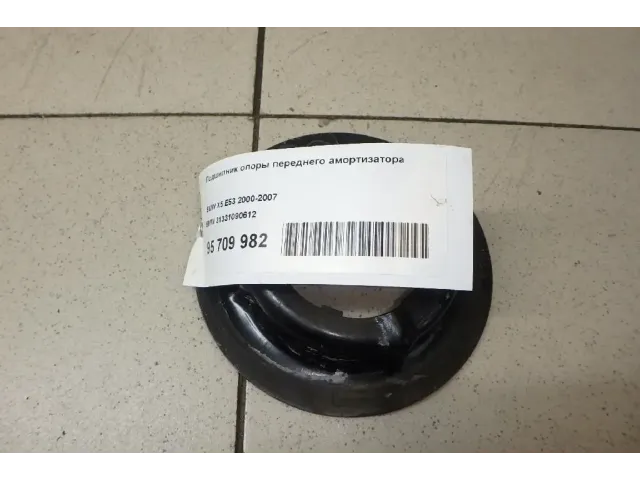 Подшипник опоры переднего амортизатора
BMW X5 E53 2000-2007
BMW 31331090612
95 709 982